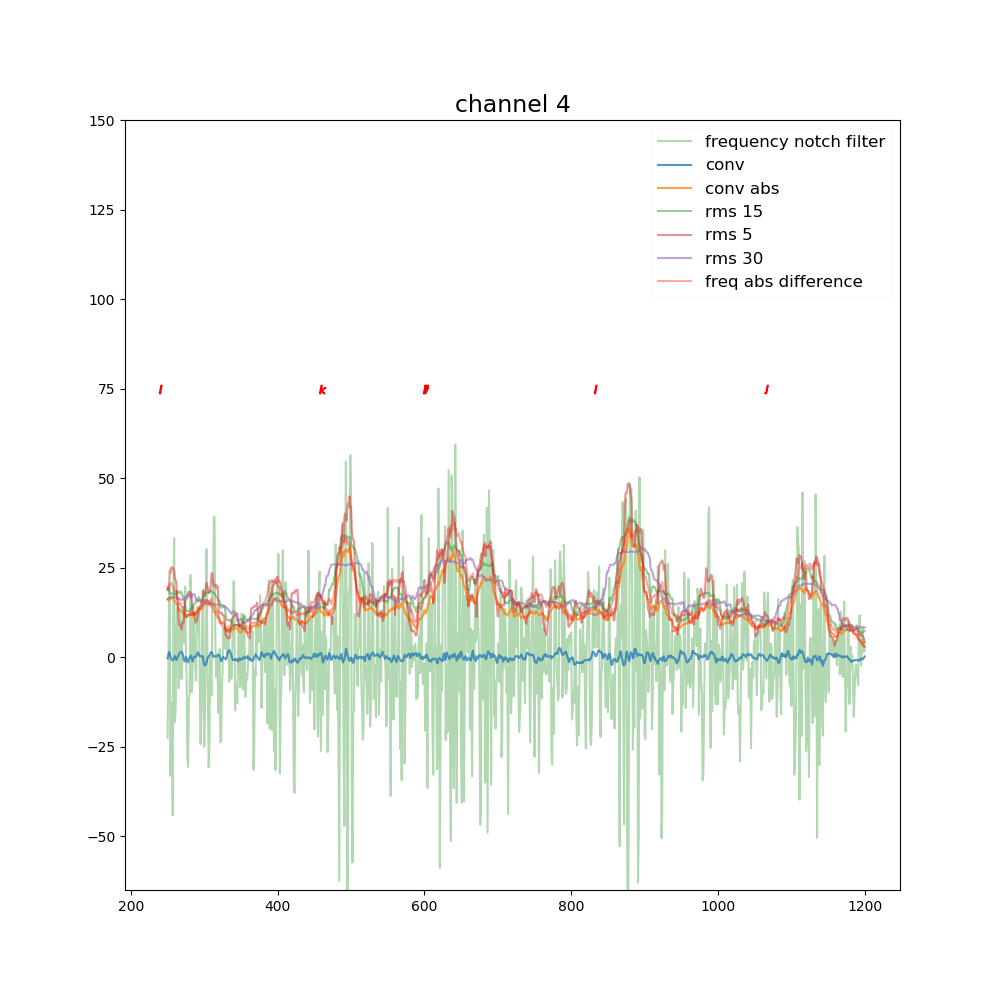 channel 4
150
125
100
75
50
25
0
−25
−50
frequency notch filter
conv
conv abs
rms 15
rms 5
rms 30
freq abs difference
l k l j
200 400 600 800 1000 1200